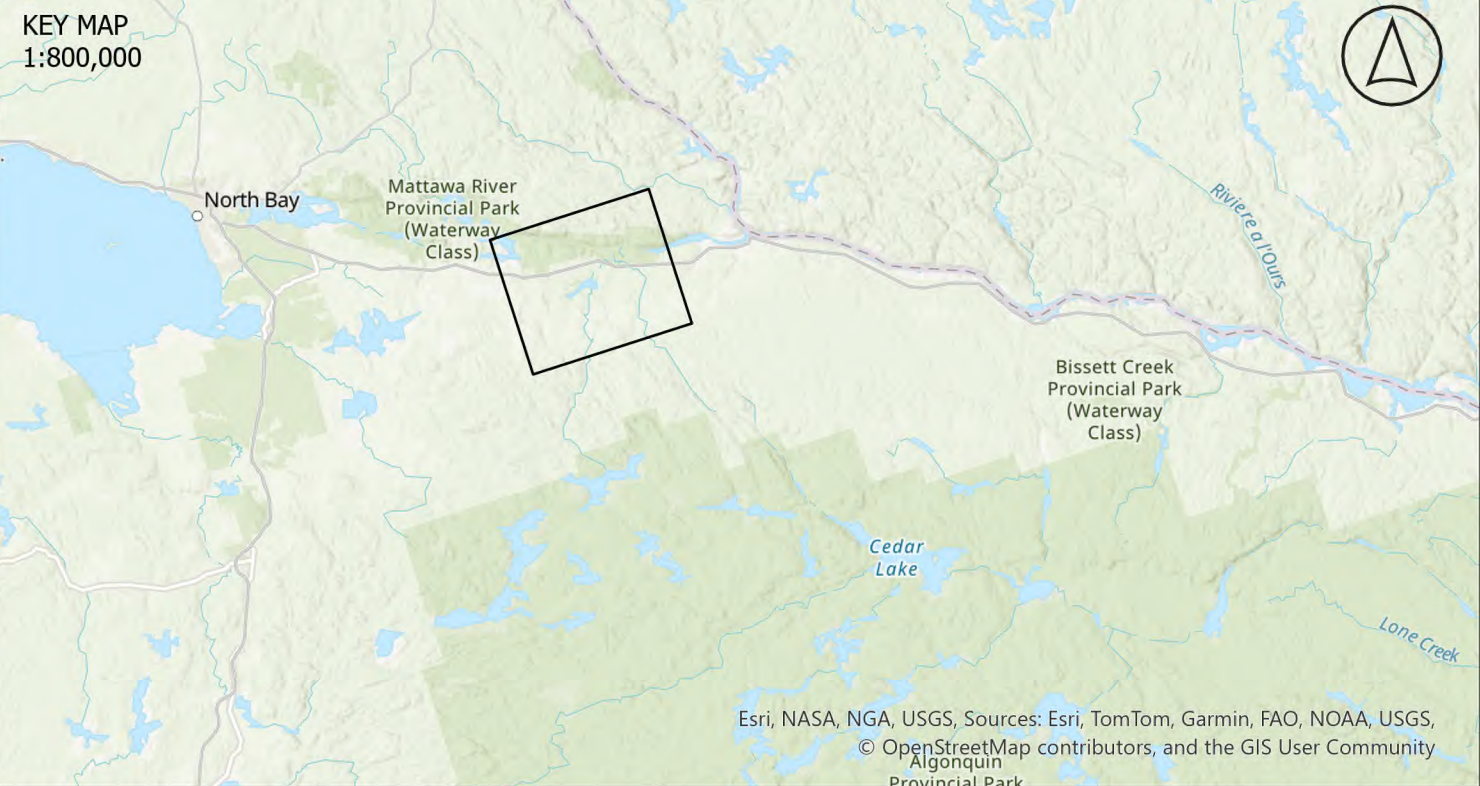 KEY MAP
1:800,000
North Bay
Mattawa River
Provincial Park
(Waterway
Class)
Riviere a l'Ours
Bissett Creek
Provincial Park
(Waterway
Class)
Cedar
Lake
Lone Creek
Esri, NASA, NGA, USGS, Sources: Esri, TomTom, Garmin, FAO, NOAA, USGS,
© OpenStreetMap contributors, and the GIS User Community
Algonquin
Provincial Park